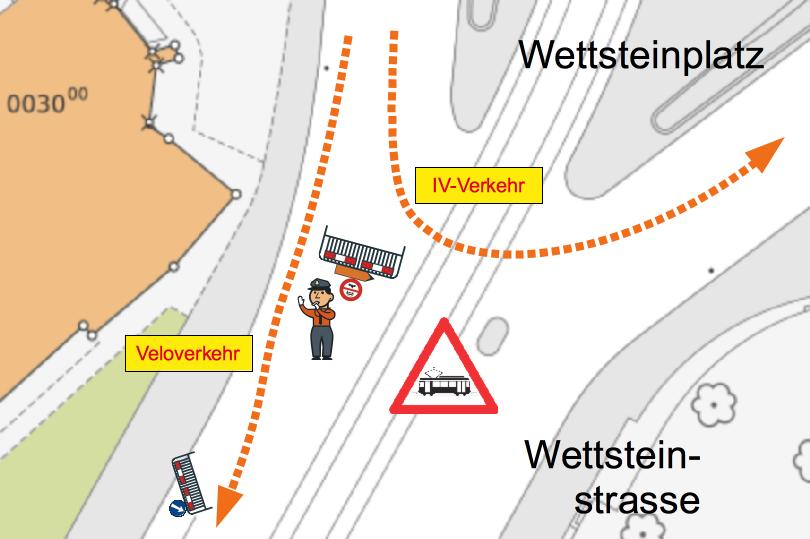 Wettsteinplatz
0030⁰⁰
IV-Verkehr
Veloverkehr
Wettstein-
strasse